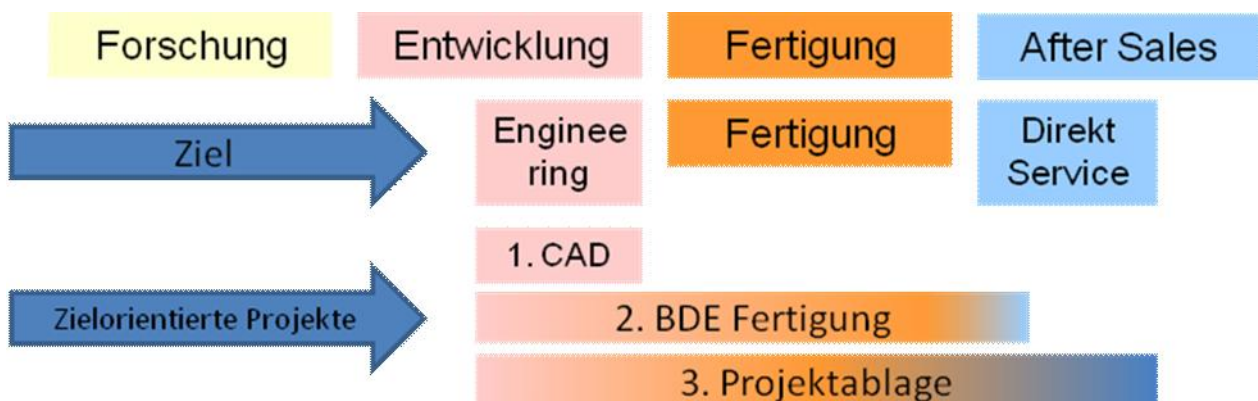 Forschung
Entwicklung
Fertigung
After Sales
Ziel
Enginee
ring
Fertigung
Direkt
Service
1. CAD
Zielorientierte Projekte
2. BDE Fertigung
3. Projektablage